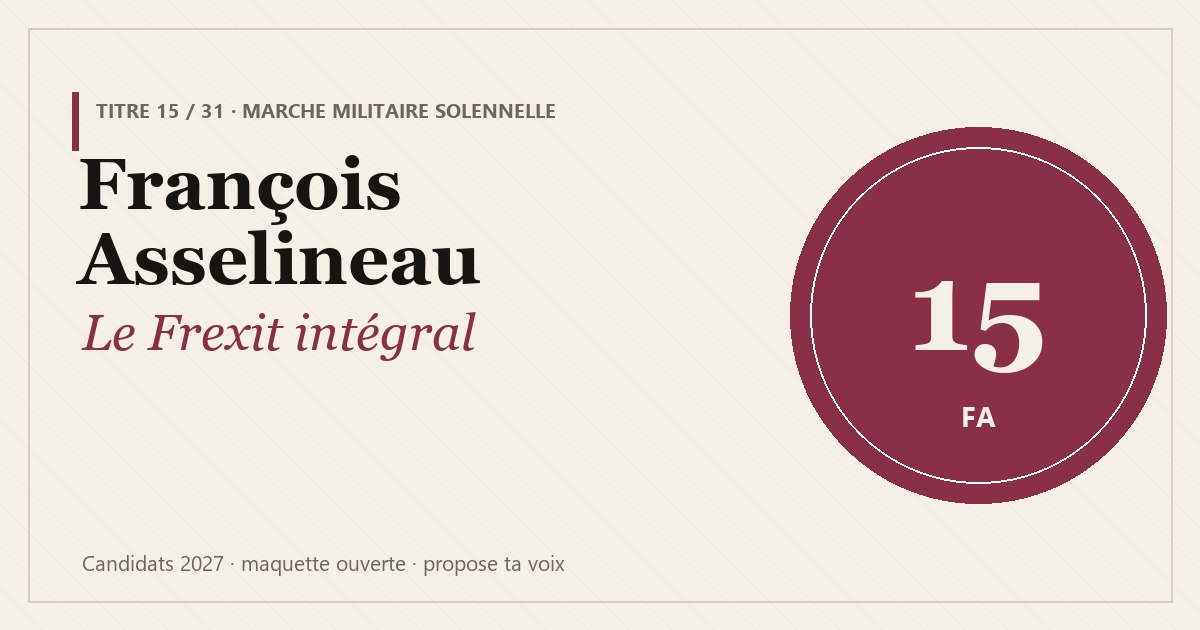 TITRE 15 / 31 · MARCHE MILITAIRE SOLENNELLE
François
Asselineau
Le Frexit intégral
15
FA
Candidats 2027 · maquette ouverte · propose ta voix